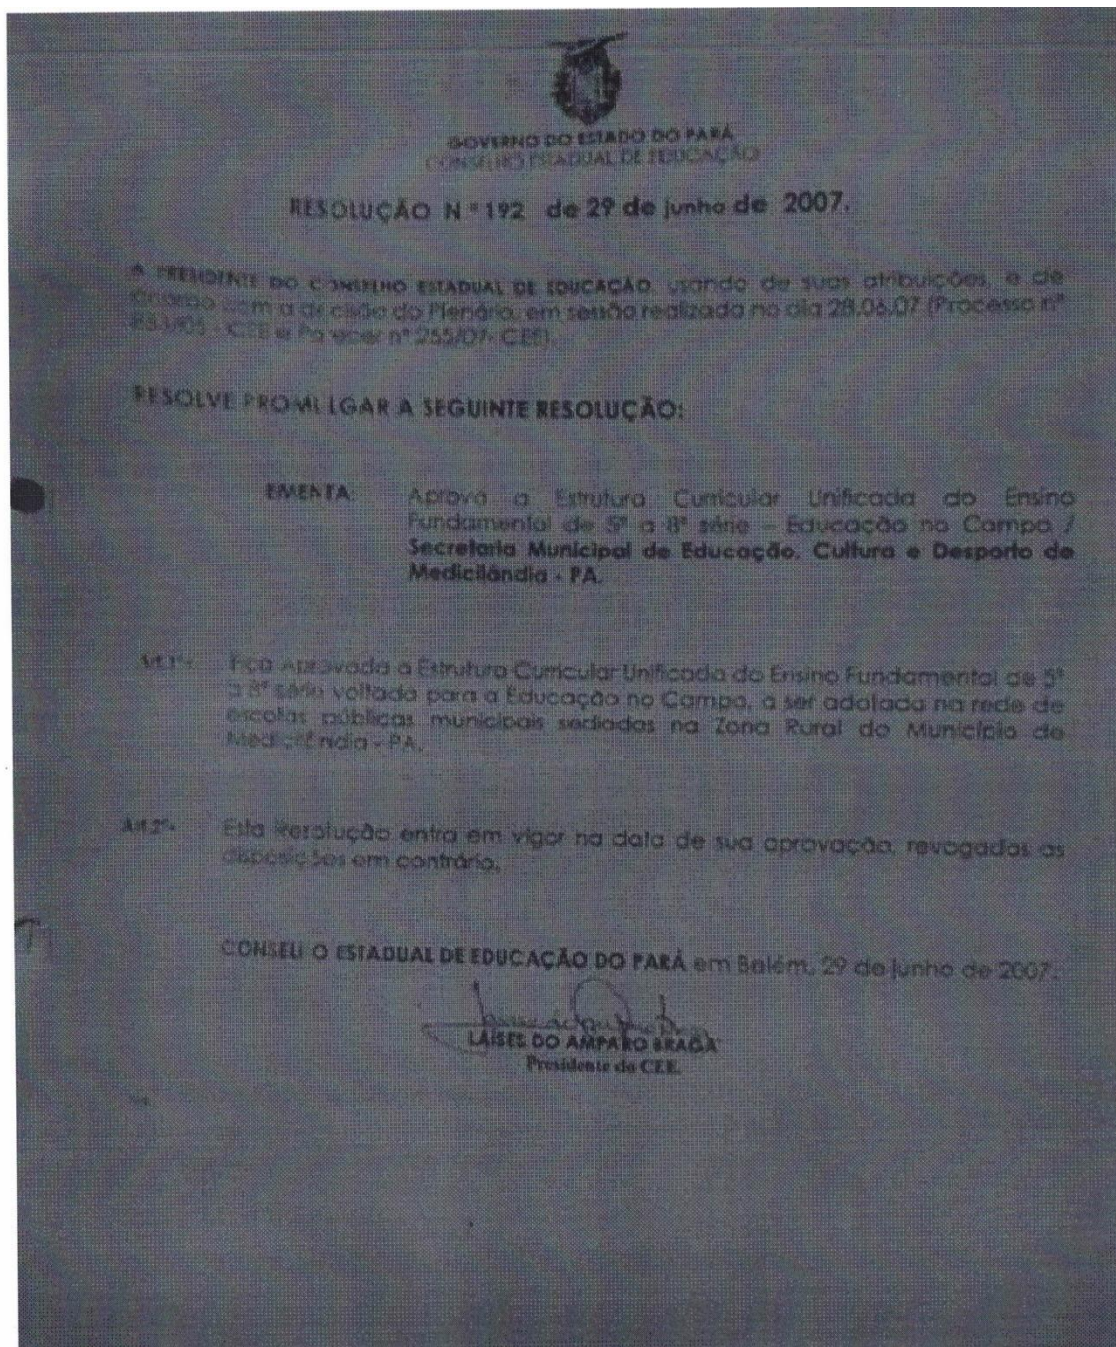 GOVERNO DO ESTADO DO PARÁ
CONSELHO ESTADUAL DE EDUCAÇÃO
RESOLUÇÃO N.º 192 de 29 de junho de 2007.
A PRESIDENTE DO CONSELHO ESTADUAL DE EDUCAÇÃO, usando de suas atribuições, e de
acordo com a decisão do Plenário, em sessão realizada no dia 28.06.07 (Processo nº
- CEE e Parecer nº 255/07- CEE),
RESOLVE PROMULGAR A SEGUINTE RESOLUÇÃO:
EMENTA: Aprova a Estrutura Curricular Unificada do Ensino
Fundamental de 5ª a 8ª série – Educação no Campo /
Secretaria Municipal de Educação, Cultura e Desporto de
Medicilândia - PA.
Art.1º- Fica Aprovada a Estrutura Curricular Unificada do Ensino Fundamental de 5ª
a 8ª série voltada para a Educação no Campo, a ser adotada na rede de
escolas públicas municipais sediadas na Zona Rural do Município de
Medicilândia - PA.
Art.2º- Esta Resolução entra em vigor na data de sua aprovação, revogadas as
disposições em contrário.
CONSELHO ESTADUAL DE EDUCAÇÃO DO PARÁ em Belém, 29 de junho de 2007.
LAISES DO AMPARO BRAGA
Presidente do CEE.